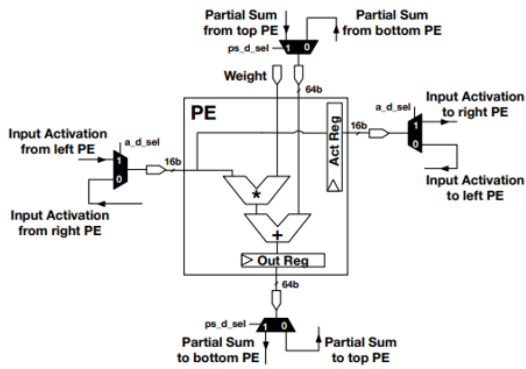 Partial Sum
from top PE
Partial Sum
from bottom PE
ps_d_sel
1 0
Weight
64b
PE
Input Activation
from left PE
a_d_sel
1
0
16b
Input Activation
from right PE
Act Reg
16b
a_d_sel
1
0
Input Activation
to right PE
Input Activation
to left PE
*
+
Out Reg
64b
ps_d_sel
1 0
Partial Sum
to bottom PE
Partial Sum
to top PE